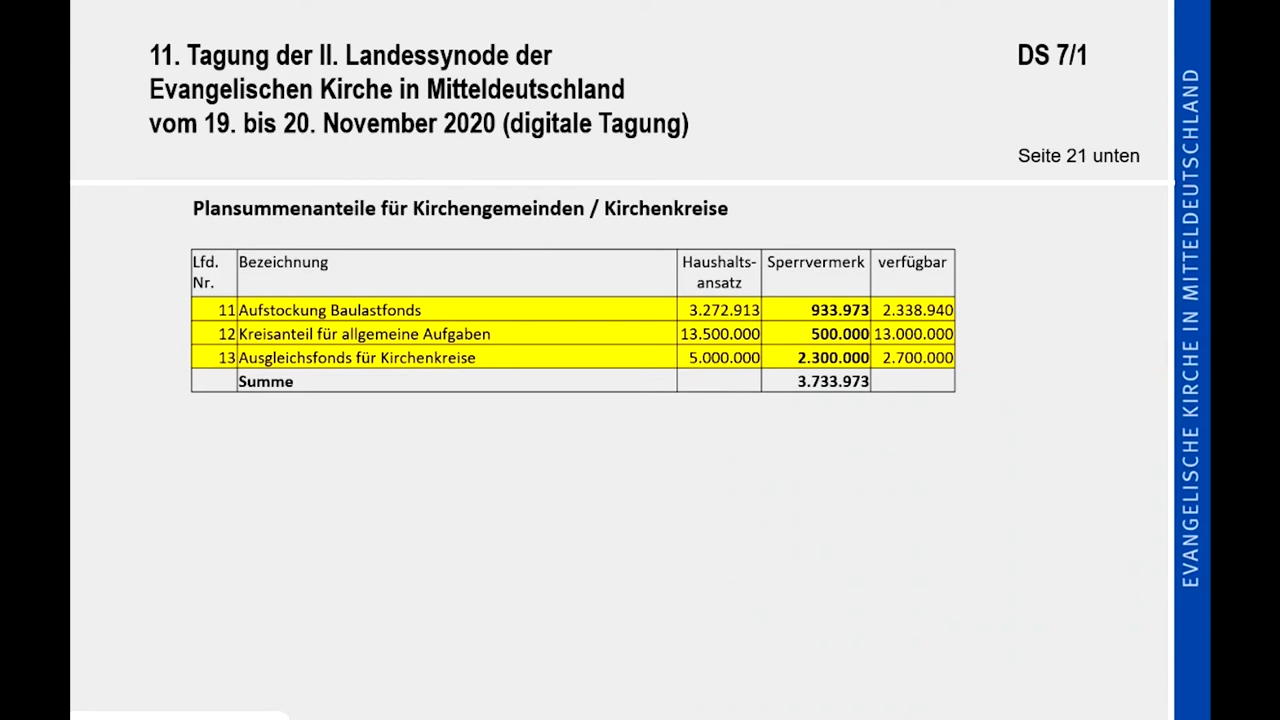 11. Tagung der II. Landessynode der
Evangelischen Kirche in Mitteldeutschland
vom 19. bis 20. November 2020 (digitale Tagung)
DS 7/1
Seite 21 unten
Plansummenanteile für Kirchengemeinden / Kirchenkreise
Lfd. Nr. Bezeichnung Haushalts-ansatz Sperrvermerk verfügbar
11 Aufstockung Baulastfonds 3.272.913 933.973 2.338.940
12 Kreisanteil für allgemeine Aufgaben 13.500.000 500.000 13.000.000
13 Ausgleichsfonds für Kirchenkreise 5.000.000 2.300.000 2.700.000
Summe 3.733.973
EVANGELISCHE KIRCHE IN MITTELDEUTSCHLAND